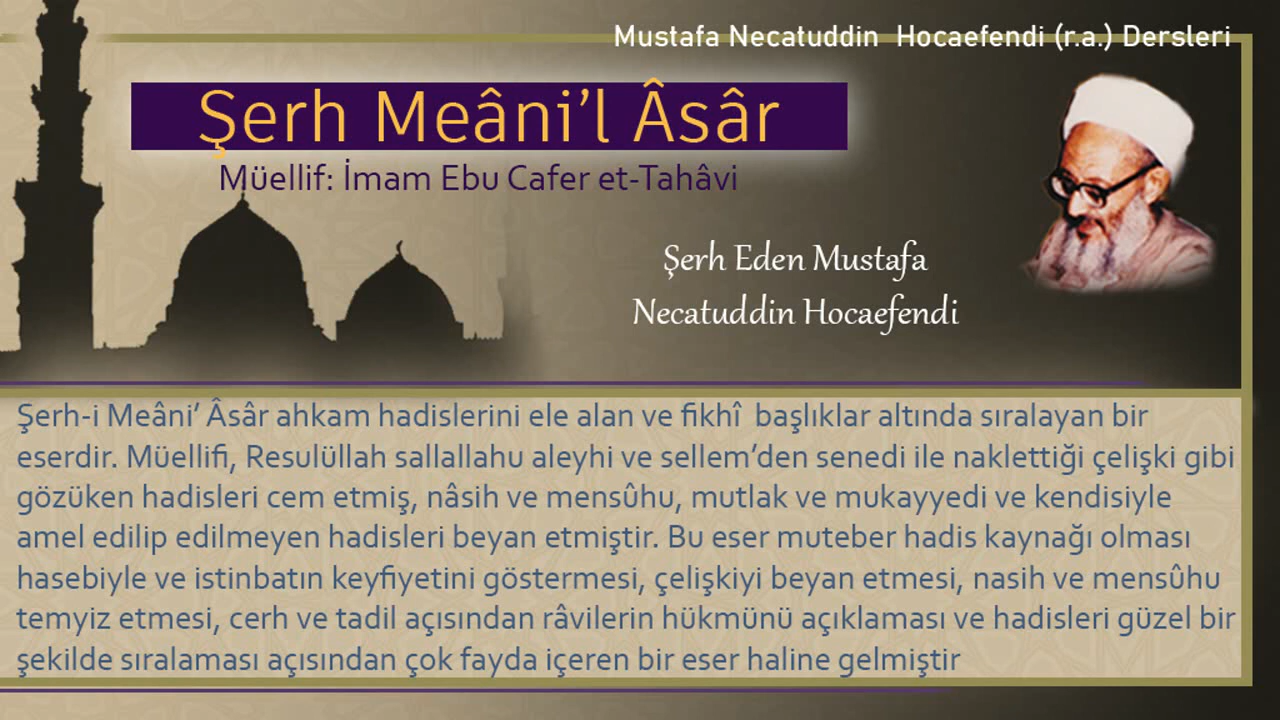 Mustafa Necatuddin Hocaefendi (r.a.) Dersleri
Şerh Meâni’l Âsâr
Müellif: İmam Ebu Cafer et-Tahâvi
Şerh Eden Mustafa
Necatuddin Hocaefendi
Şerh-i Meâni’ Âsâr ahkam hadislerini ele alan ve fikhî başlıklar altında sıralayan bir
eserdir. Müellifi, Resulüllah sallallahu aleyhi ve sellem’den senedi ile naklettiği çelişki gibi
gözüken hadisleri cem etmiş, nâsih ve mensûhu, mutlak ve mukayyedi ve kendisiyle
amel edilip edilmeyen hadisleri beyan etmiştir. Bu eser muteber hadis kaynağı olması
hasebiyle ve istinbatın keyfiyetini göstermesi, çelişkiyi beyan etmesi, nasih ve mensûhu
temyiz etmesi, cerh ve tadil açısından râvilerin hükmünü açıklaması ve hadisleri güzel bir
şekilde sıralaması açısından çok fayda içeren bir eser haline gelmiştir